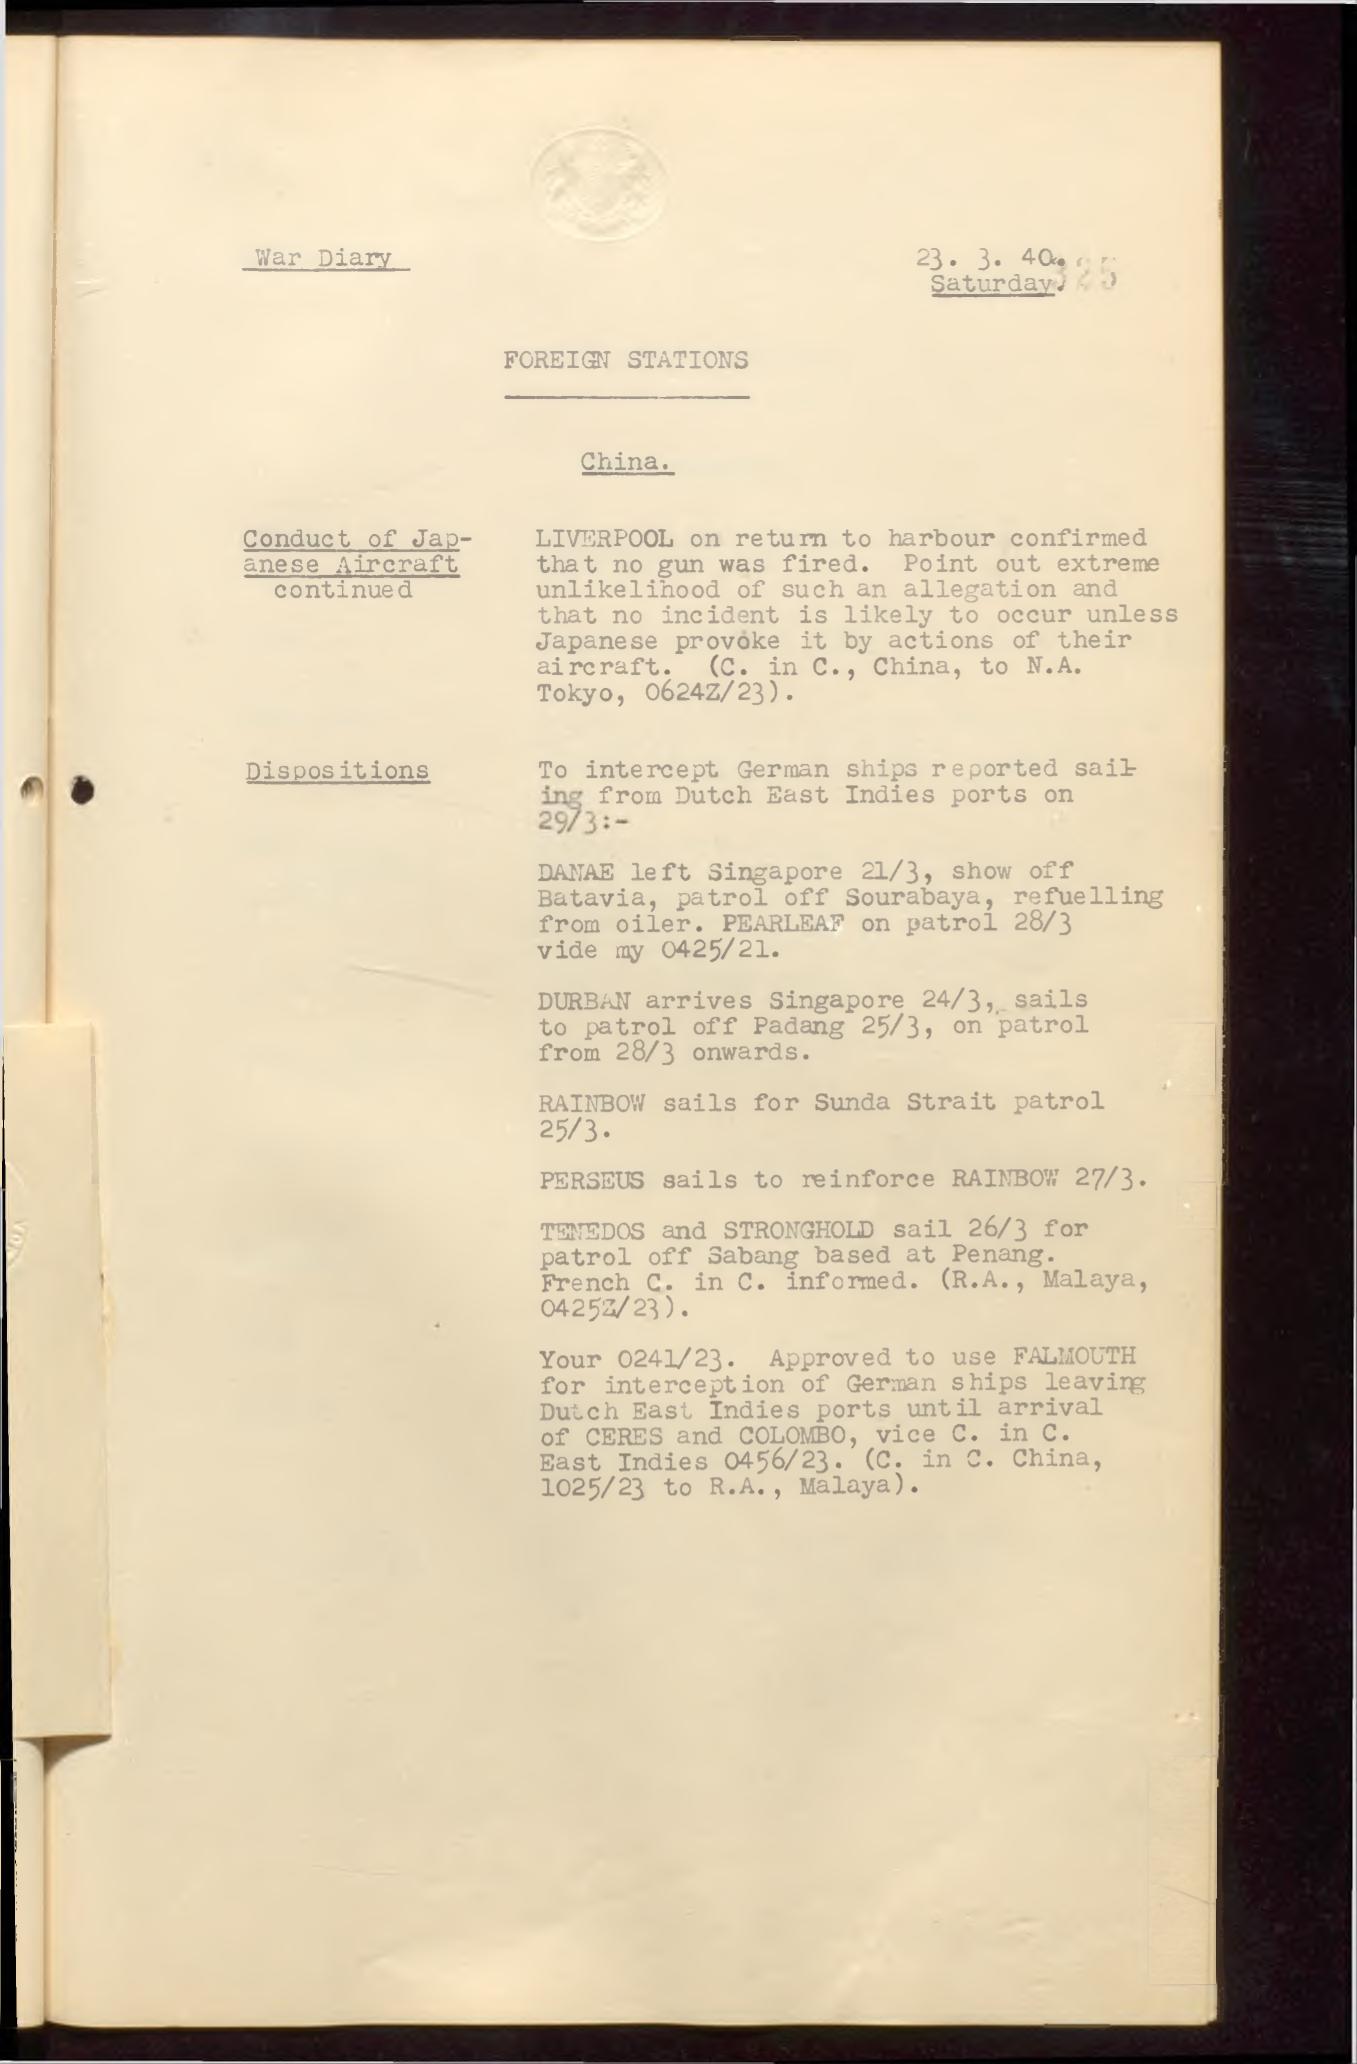 War Diary
23. 3. 40.
Saturday.
325
FOREIGN STATIONS
China.
Conduct of Jap-
anese Aircraft
continued
LIVERPOOL on return to harbour confirmed
that no gun was fired. Point out extreme
unlikelihood of such an allegation and
that no incident is likely to occur unless
Japanese provoke it by actions of their
aircraft. (C. in C., China, to N.A.
Tokyo, 0624Z/23).
Dispositions
To intercept German ships reported sail-
ing from Dutch East Indies ports on
29/3:-
DANAE left Singapore 21/3, show off
Batavia, patrol off Sourabaya, refuelling
from oiler. PEARLEAF on patrol 28/3
vide my 0425/21.
DURBAN arrives Singapore 24/3, sails
to patrol off Padang 25/3, on patrol
from 28/3 onwards.
RAINBOW sails for Sunda Strait patrol
25/3.
PERSEUS sails to reinforce RAINBOW 27/3.
TENEDOS and STRONGHOLD sail 26/3 for
patrol off Sabang based at Penang.
French C. in C. informed. (R.A., Malaya,
0425Z/23).
Your 0241/23. Approved to use FALMOUTH
for interception of German ships leaving
Dutch East Indies ports until arrival
of CERES and COLOMBO, vice C. in C.
East Indies 0456/23. (C. in C. China,
1025/23 to R.A., Malaya).